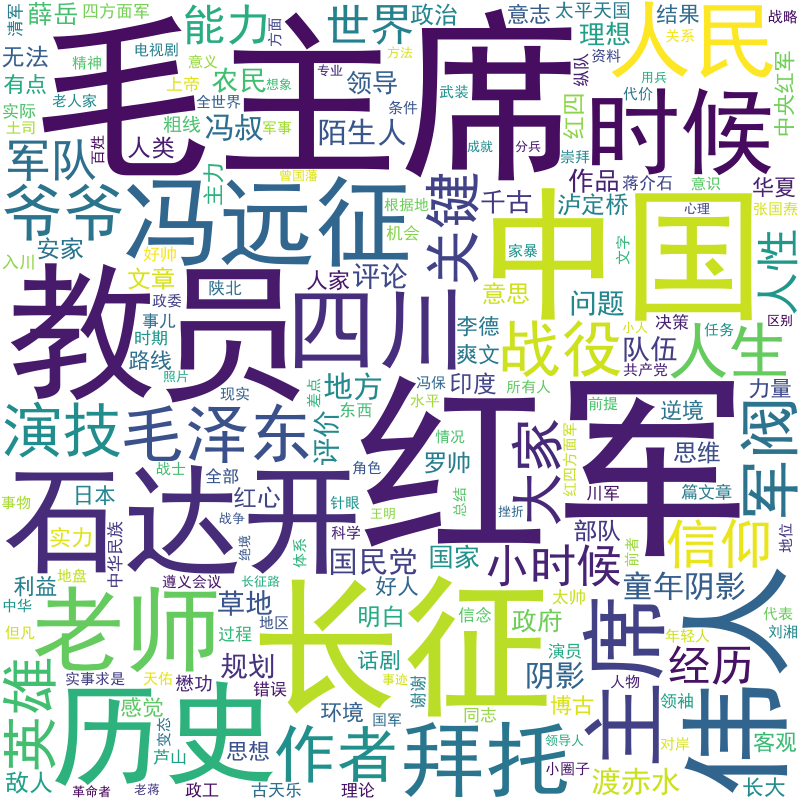 清军
薛岳
四方面军
能力
世界
政治
意志
太平天国
结果
战略
毛主席
人民
无法
电视剧
方面
意义
方法
理想
关系
有点
精神
上帝
农民
想象
领导
武装
纵队
资料
用兵
老人家
全世界
专业
条件
时候
代价
中央红军
实际
土司
粗线
冯叔
军事
陌生人
成就
分兵
红四
崇拜
军队
百姓
人类
主力
曾国藩
作品
蒋介石
意识
华夏
爷爷
冯远征
关键
千古
泸定桥
张国焘
根据地
中国
心理
人性
安家
机会
家暴
文字
入川
好帅
文章
陕北
人家
评论
意思
问题
小人
决策
区别
教员
政委
四川
李德
战役
共产党
任务
事儿
时期
爽文
队伍
人生
路线
照片
现实
差点
地方
冯保
印度
所有人
前提
力量
东西
水平
红军
逆境
军阀
演技
毛泽东
评价
情况
罗帅
大家
红四方面军
思维
战士
全部
角色
川军
篇文章
事物
日本
红心
针眼
总结
挫折
石达开
战争
科学
王明
部队
前者
地位
实力
绝境
体系
国民党
国家
小时候
信仰
中华民族
利益
地盘
遵义会议
长征路
好人
太帅
童年阴影
中华
老师
草地
长征
明白
信念
政府
主席
伟人
代表
但凡
过程
地区
刘湘
英雄
话剧
演员
年轻人
实事求是
天佑
懋功
规划
错误
事迹
阴影
人物
经历
历史
感觉
谢谢
博古
领袖
环境
国军
同志
客观
敌人
芦山
变态
思想
作者
拜托
领导人
对岸
小圈子
渡赤水
革命者
老蒋
政工
古天乐
理论
长大